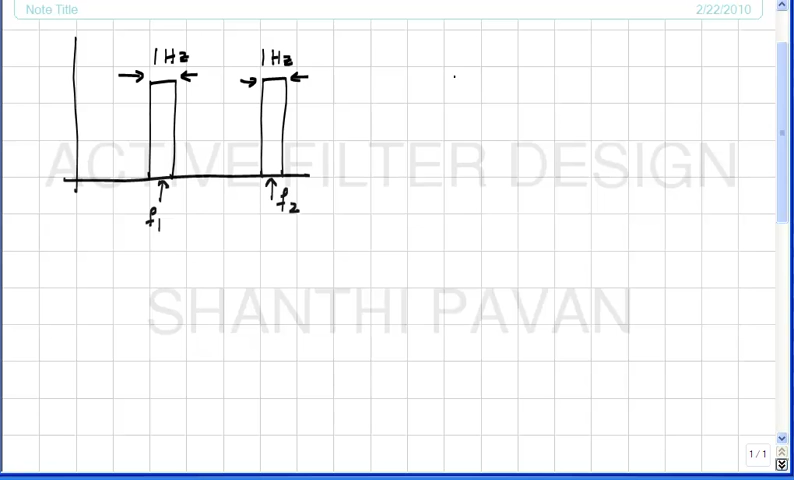 Note Title
2/22/2010
1 Hz
1 Hz
ACTIVE FILTER DESIGN
f1
f2
SHANTHI PAVAN
1 / 1